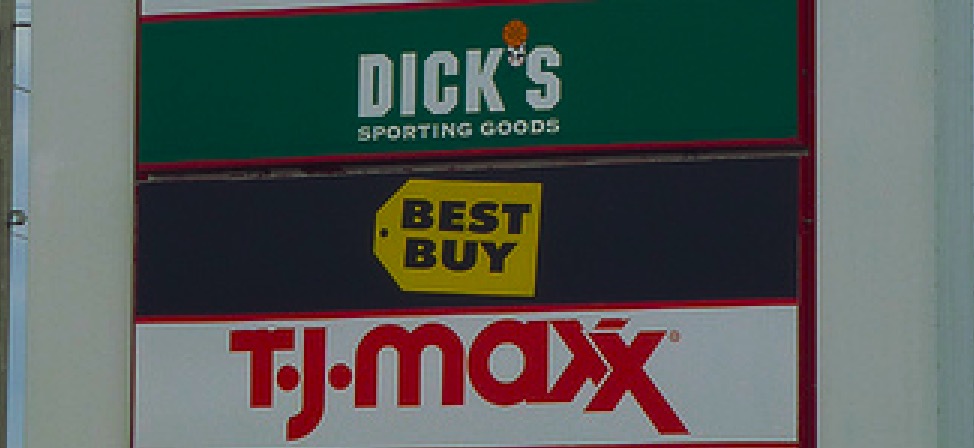 DICK'S
SPORTING GOODS
BEST
BUY
T·J·maxx®